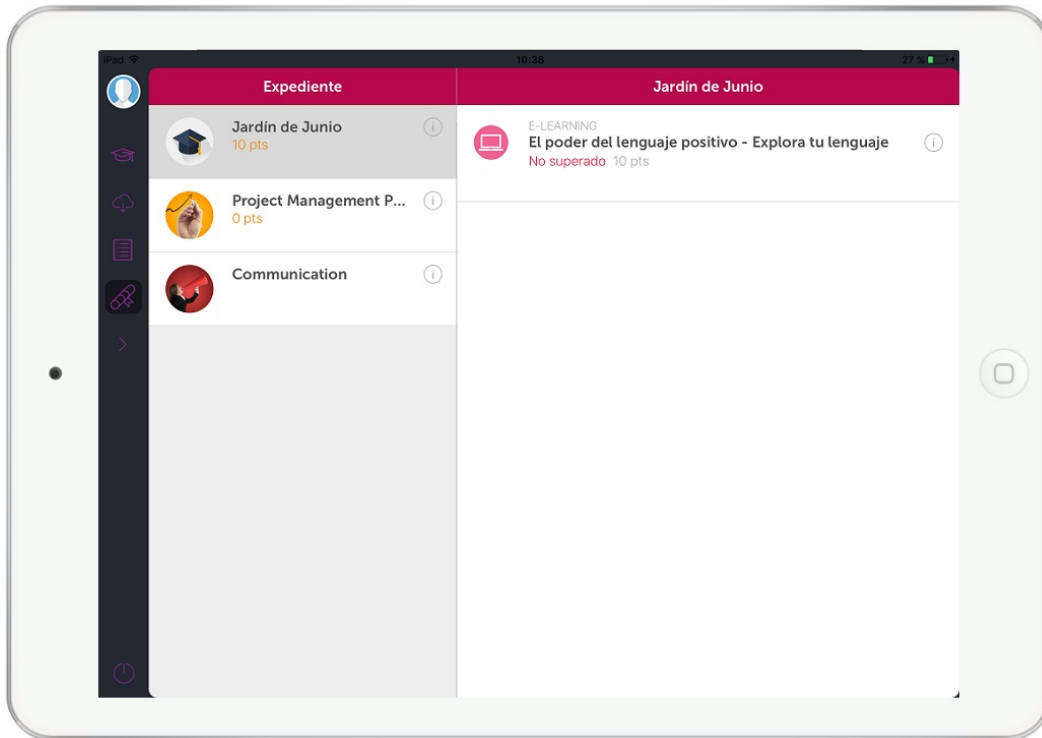 iPad 10:38 27 %
Expediente
Jardín de Junio
10 pts
Project Management P...
0 pts
Communication
Jardín de Junio
E-LEARNING
El poder del lenguaje positivo - Explora tu lenguaje
No superado 10 pts